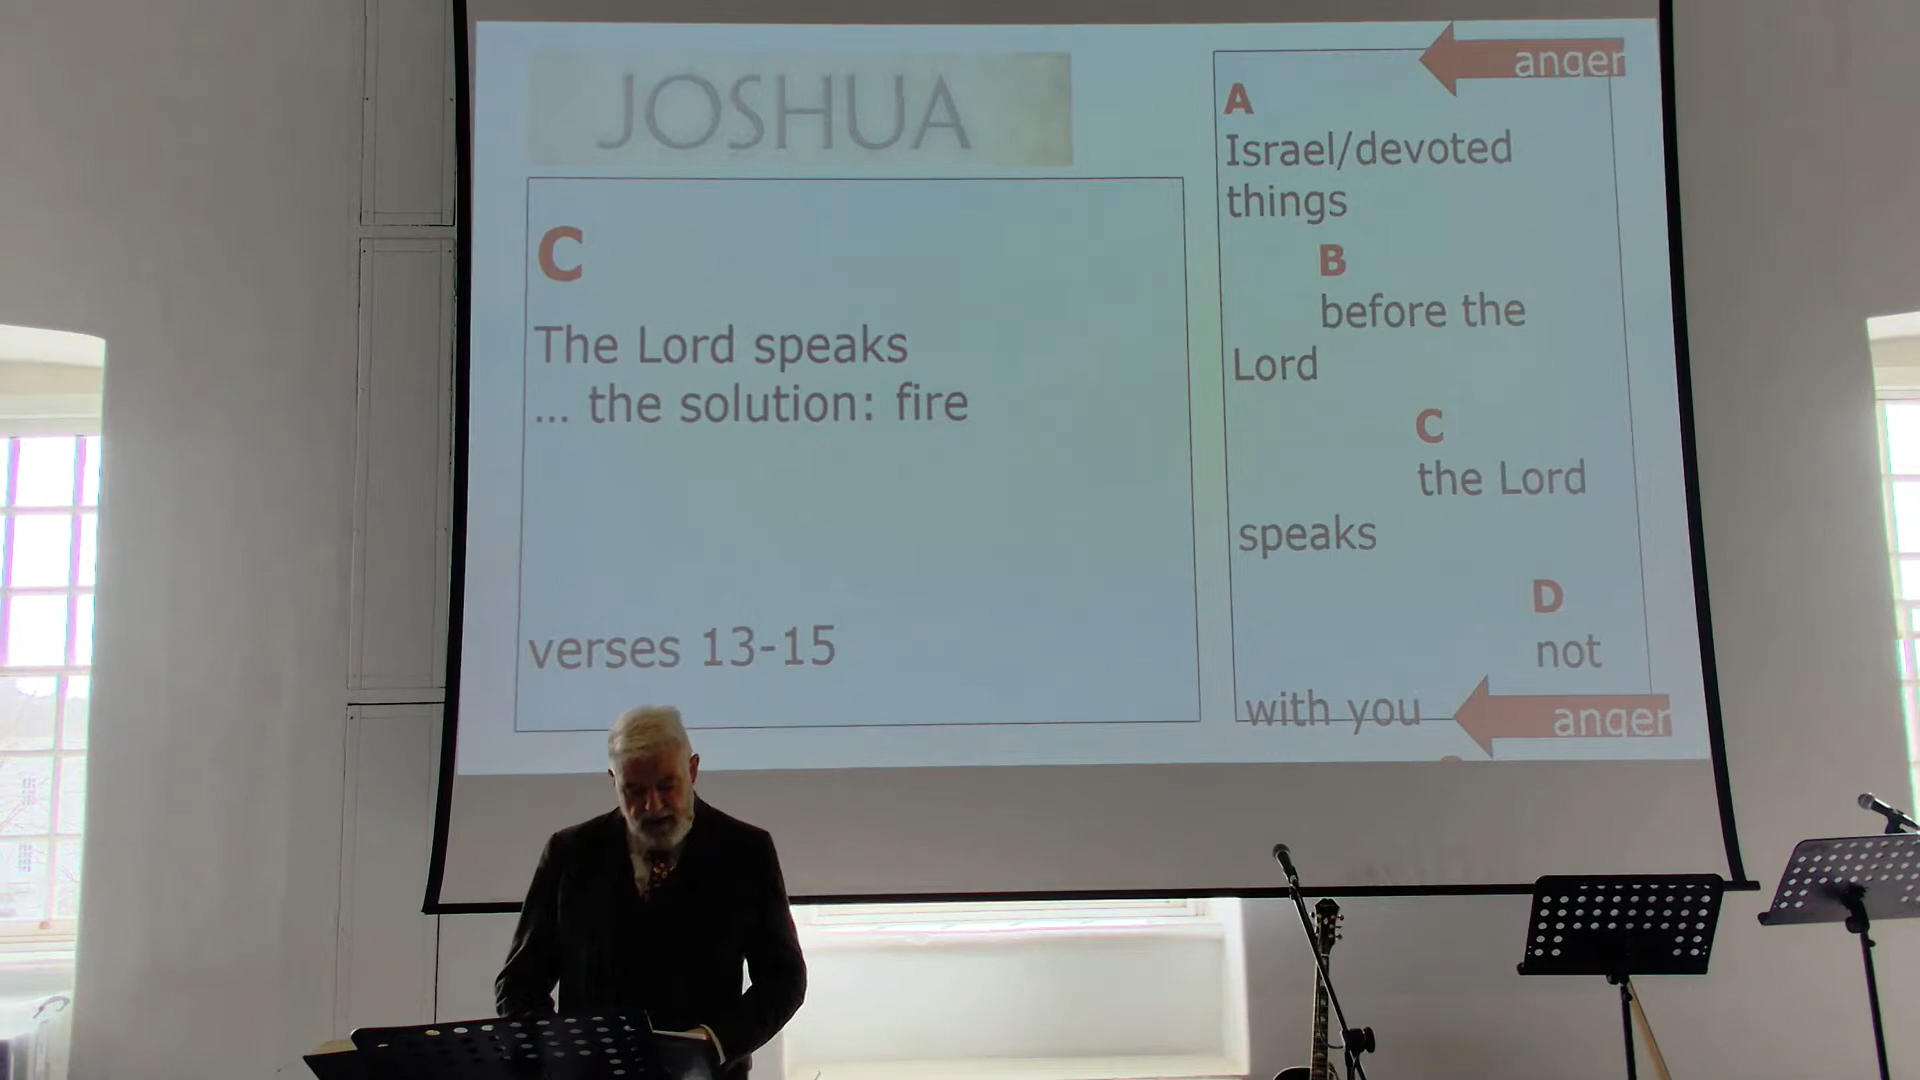 JOSHUA
C
The Lord speaks
... the solution: fire
verses 13-15
anger
A
Israel/devoted
things
B
before the
Lord
C
the Lord
speaks
D
not
with you
anger